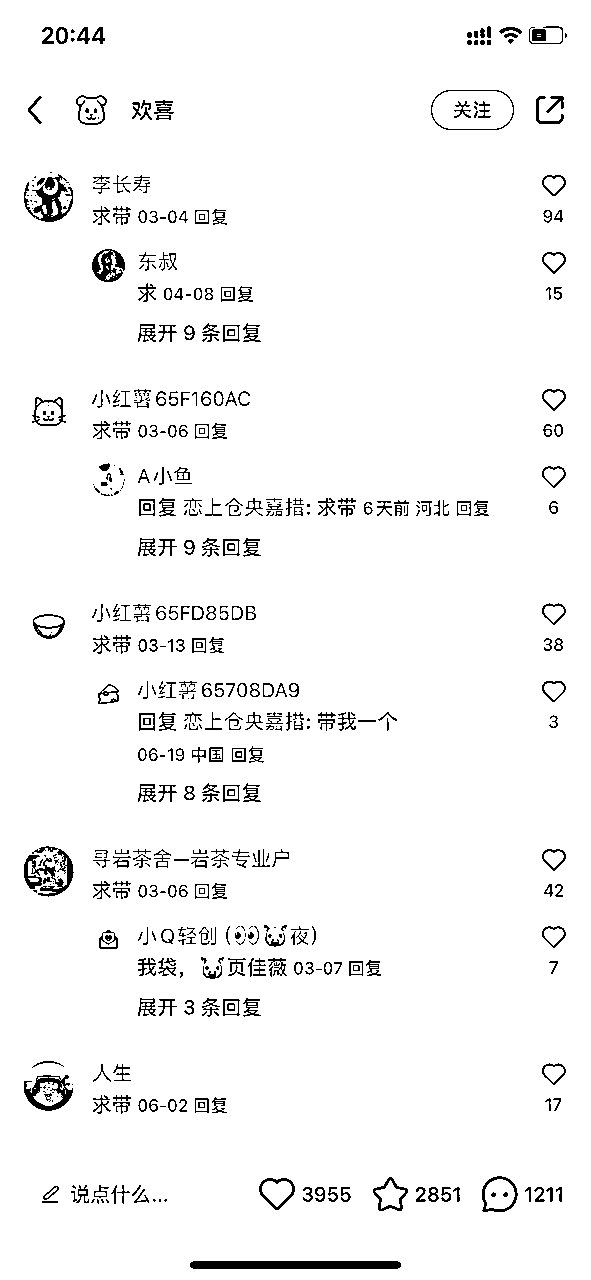 20:44
欢喜
关注
李长寿
求带 03-04 回复
94
东叔
求 04-08 回复
15
展开 9 条回复
小红薯65F160AC
求带 03-06 回复
60
A小鱼
回复 恋上仓央嘉措: 求带 6天前 河北 回复
6
展开 9 条回复
小红薯65FD85DB
求带 03-13 回复
38
小红薯65708DA9
回复 恋上仓央嘉措: 带我一个
3
06-19 中国 回复
展开 8 条回复
寻岩茶舍—岩茶专业户
求带 03-06 回复
42
小Q轻创 (👀🐷夜)
我袋，🐷页佳薇 03-07 回复
7
展开 3 条回复
人生
求带 06-02 回复
17
说点什么...
3955
2851
1211